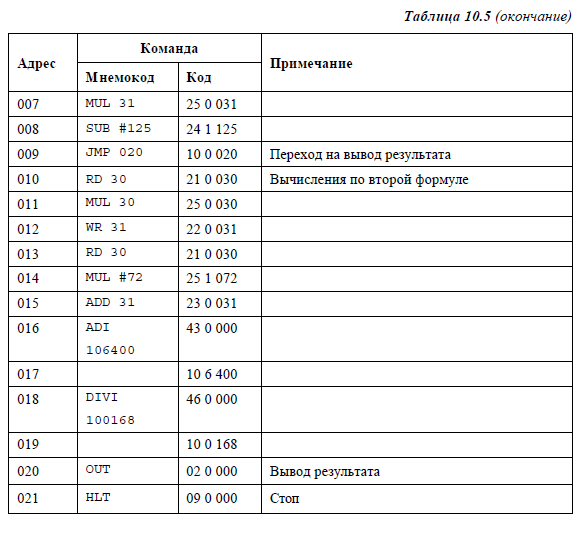 Таблица 10.5 (окончание)
Адрес Команда Примечание
Мнемокод Код
007 MUL 31 25 0 031
008 SUB #125 24 1 125
009 JMP 020 10 0 020 Переход на вывод результата
010 RD 30 21 0 030 Вычисления по второй формуле
011 MUL 30 25 0 030
012 WR 31 22 0 031
013 RD 30 21 0 030
014 MUL #72 25 1 072
015 ADD 31 23 0 031
016 ADI 43 0 000
106400
017 10 6 400
018 DIVI 46 0 000
100168
019 10 0 168
020 OUT 02 0 000 Вывод результата
021 HLT 09 0 000 Стоп